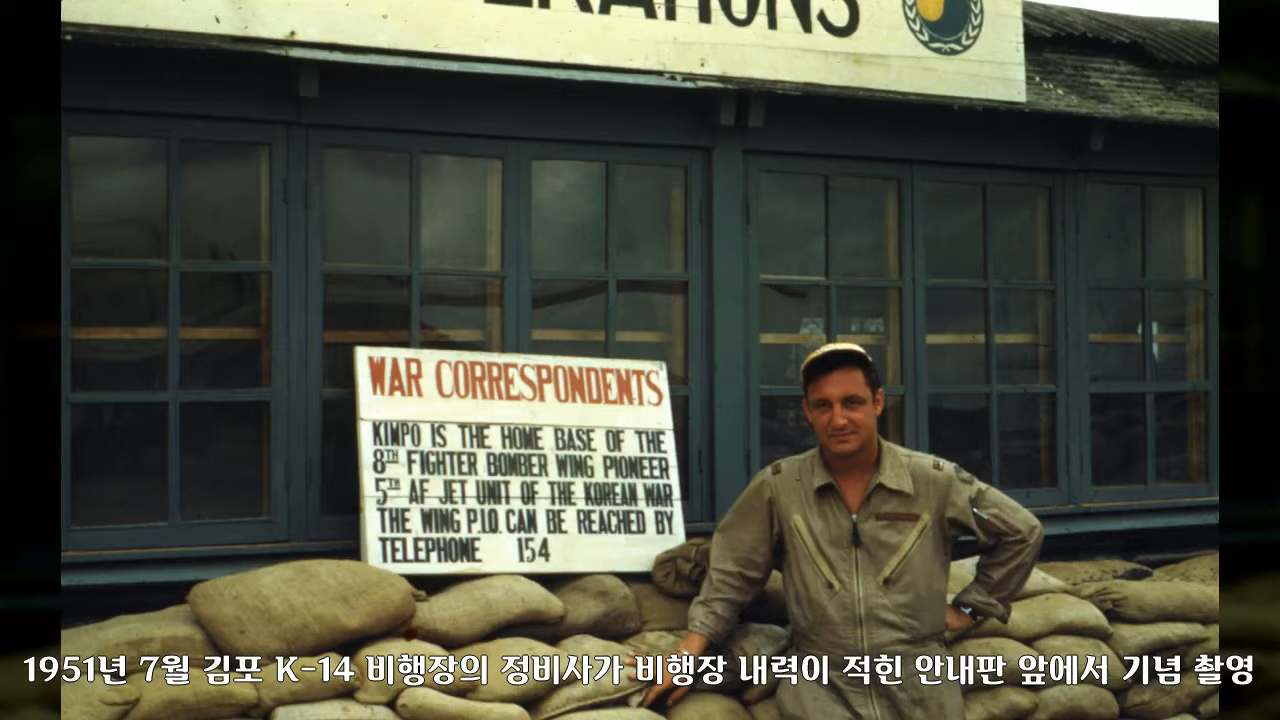 WAR CORRESPONDENTS
KIMPO IS THE HOME BASE OF THE
8TH FIGHTER BOMBER WING PIONEER
5TH AF JET UNIT OF THE KOREAN WAR
THE WING P.I.O. CAN BE REACHED BY
TELEPHONE 154
1951년 7월 김포 K-14 비행장의 정비사가 비행장 내력이 적힌 안내판 앞에서 기념 촬영